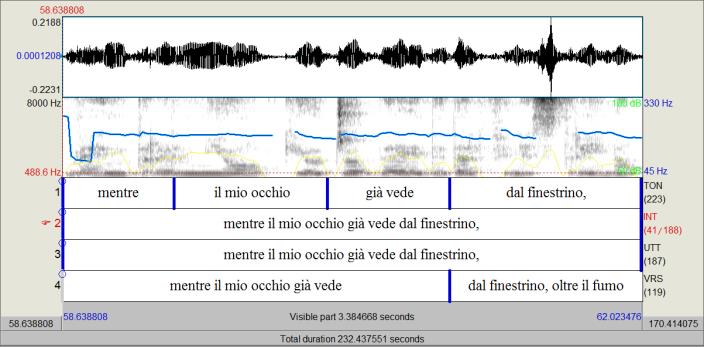 58.638808
0.2188
0.0001208
-0.2231
8000 Hz 100 dB 330 Hz
488.6 Hz 45 Hz
1 mentre il mio occhio già vede dal finestrino, TON (223)
2 mentre il mio occhio già vede dal finestrino, INT (41/188)
3 mentre il mio occhio già vede dal finestrino, UTT (187)
4 mentre il mio occhio già vede dal finestrino, oltre il fumo VRS (119)
58.638808 Visible part 3.384668 seconds 62.023476
58.638808 170.414075
Total duration 232.437551 seconds